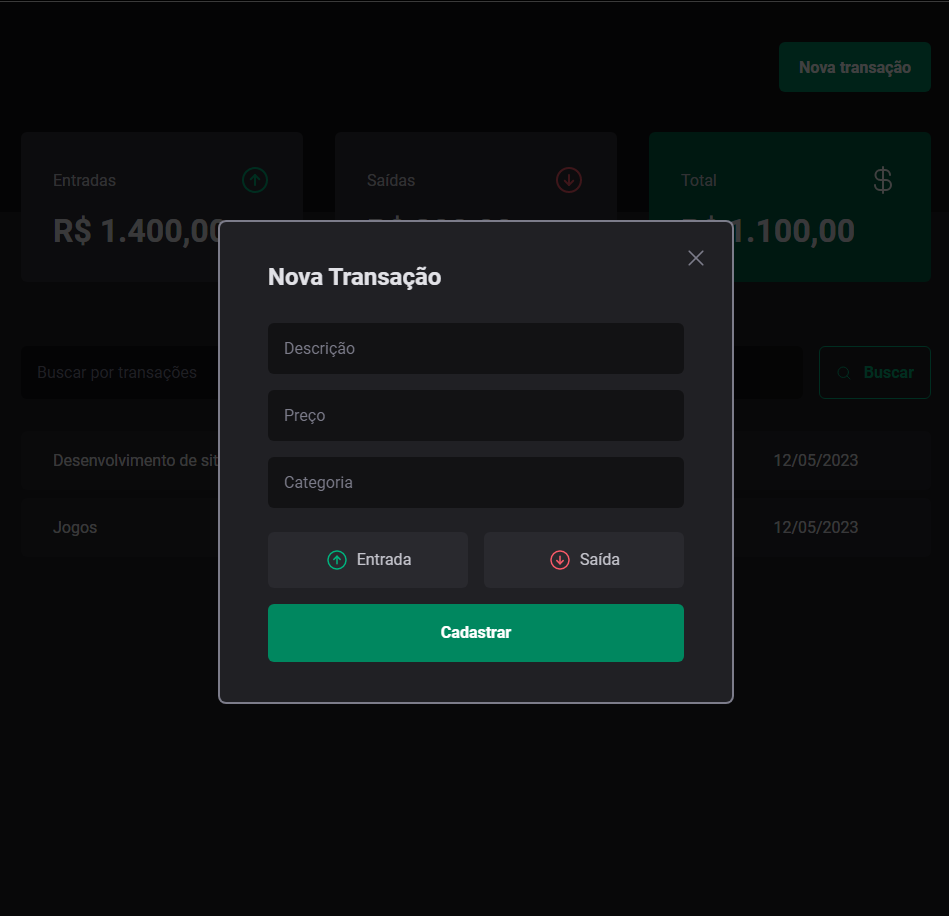 Nova transação
Entradas
Saídas
Total
R$ 1.400,00
1.100,00
Nova Transação
Descrição
Buscar por transações
Buscar
Preço
Desenvolvimento de sit
12/05/2023
Categoria
Jogos
12/05/2023
Entrada
Saída
Cadastrar